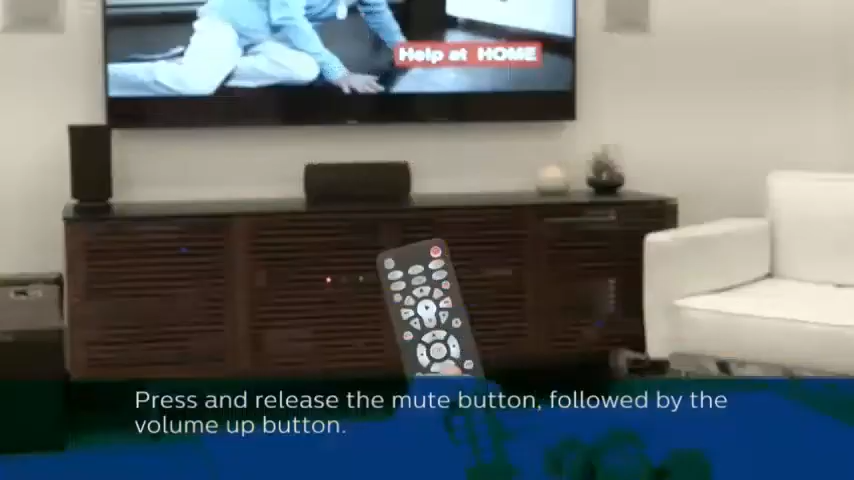 Help at HOME
Press and release the mute button, followed by the
volume up button.